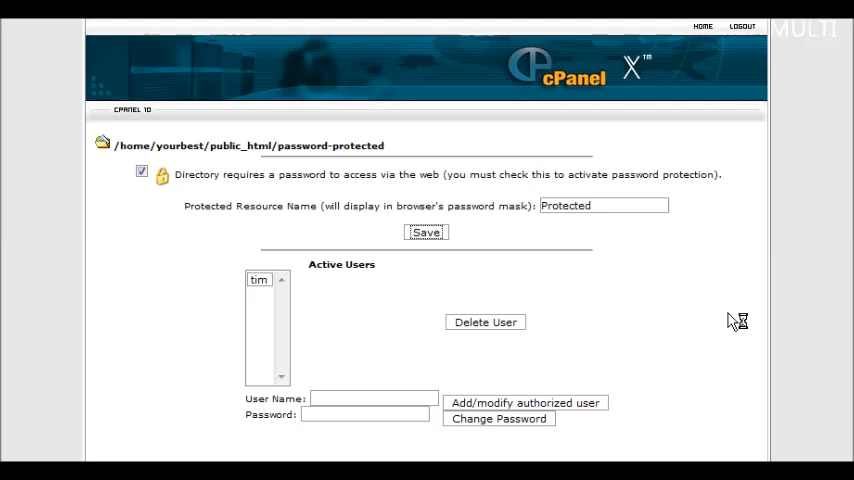 HOME LOGOUT MULTI
cPanel X™
CPANEL 10
/home/yourbest/public_html/password-protected
Directory requires a password to access via the web (you must check this to activate password protection).
Protected Resource Name (will display in browser's password mask): Protected
Save
Active Users
tim
Delete User
User Name: Add/modify authorized user
Password: Change Password